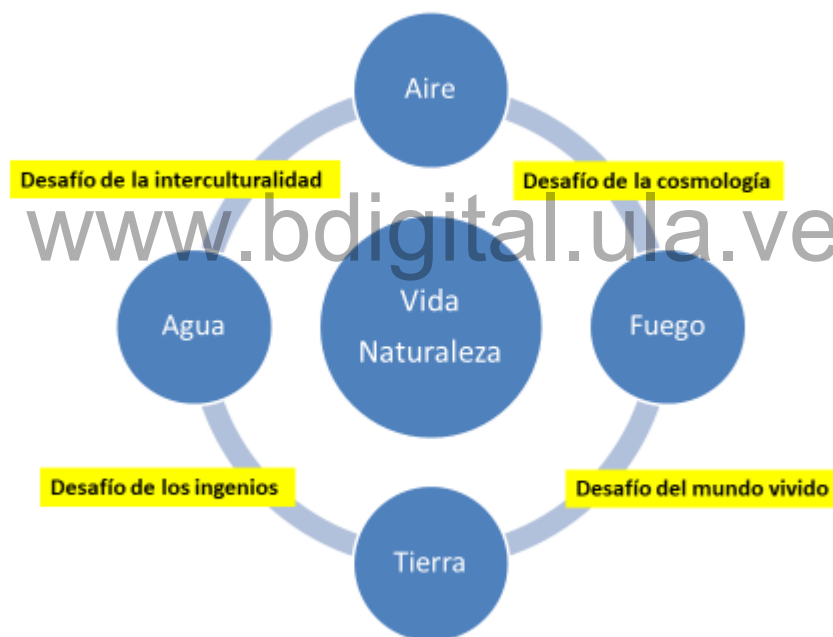 Aire
Desafío de la interculturalidad
Desafío de la cosmología
www.bdigital.ula.ve
Agua
Vida
Naturaleza
Fuego
Desafío de los ingenios
Desafío del mundo vivido
Tierra